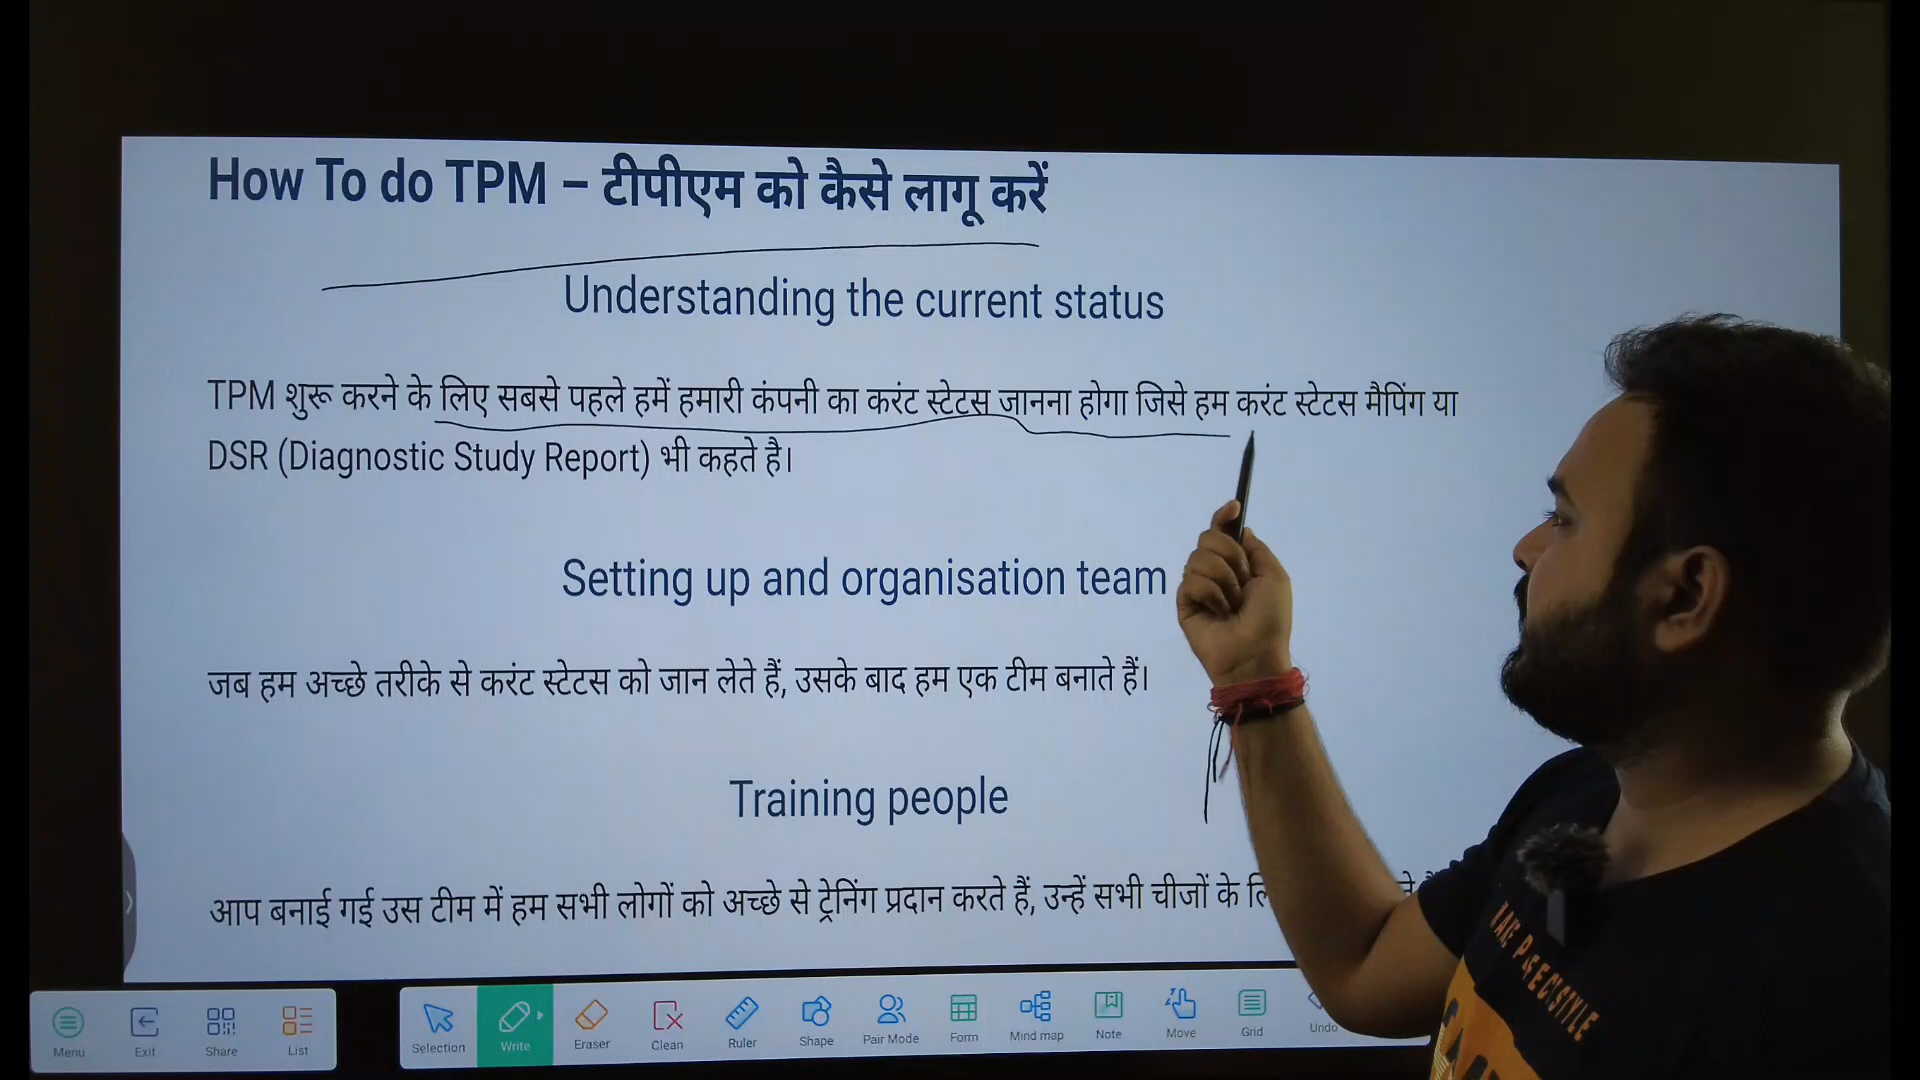 How To do TPM – टीपीएम को कैसे लागू करें
Understanding the current status
TPM शुरू करने के लिए सबसे पहले हमें हमारी कंपनी का करंट स्टेटस जानना होगा जिसे हम करंट स्टेटस मैपिंग या
DSR (Diagnostic Study Report) भी कहते है।
Setting up and organisation team
जब हम अच्छे तरीके से करंट स्टेटस को जान लेते हैं, उसके बाद हम एक टीम बनाते हैं।
Training people
आप बनाई गई उस टीम में हम सभी लोगों को अच्छे से ट्रेनिंग प्रदान करते हैं, उन्हें सभी चीजों के
Menu Exit Share List Selection Write Eraser Clean Ruler Shape Pair Mode Form Mind map Note Move Grid Undo